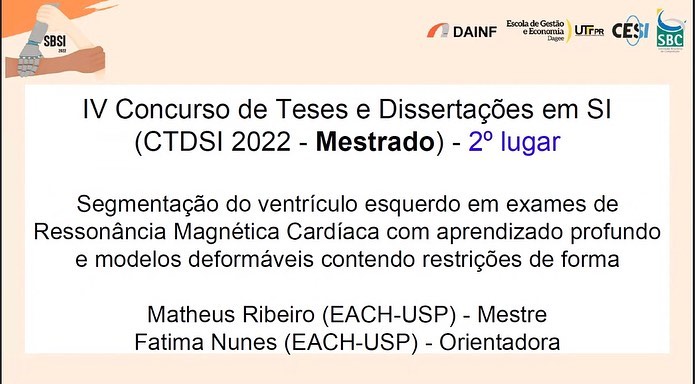 SBSI
2022
DAINF
Escola de Gestão
e Economia
Dagee
UTFPR
CESI
SBC
IV Concurso de Teses e Dissertações em SI
(CTDSI 2022 - Mestrado) - 2º lugar
Segmentação do ventrículo esquerdo em exames de
Ressonância Magnética Cardíaca com aprendizado profundo
e modelos deformáveis contendo restrições de forma
Matheus Ribeiro (EACH-USP) - Mestre
Fatima Nunes (EACH-USP) - Orientadora